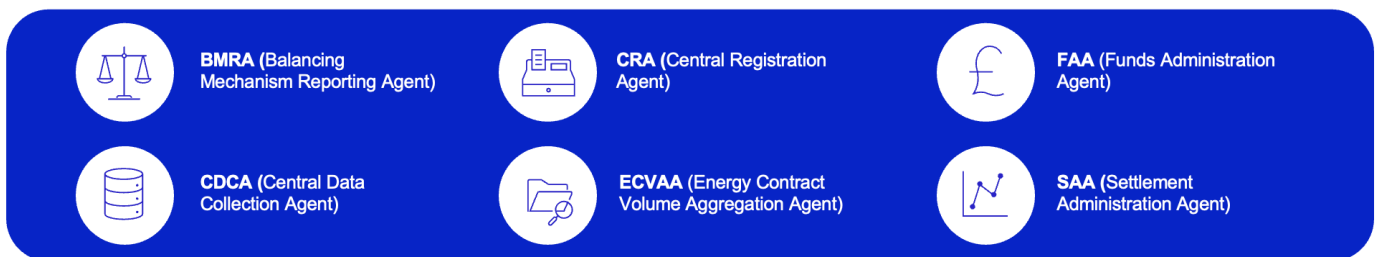 BMRA (Balancing
Mechanism Reporting Agent)
CRA (Central Registration
Agent)
£
FAA (Funds Administration
Agent)
CDCA (Central Data
Collection Agent)
ECVAA (Energy Contract
Volume Aggregation Agent)
SAA (Settlement
Administration Agent)